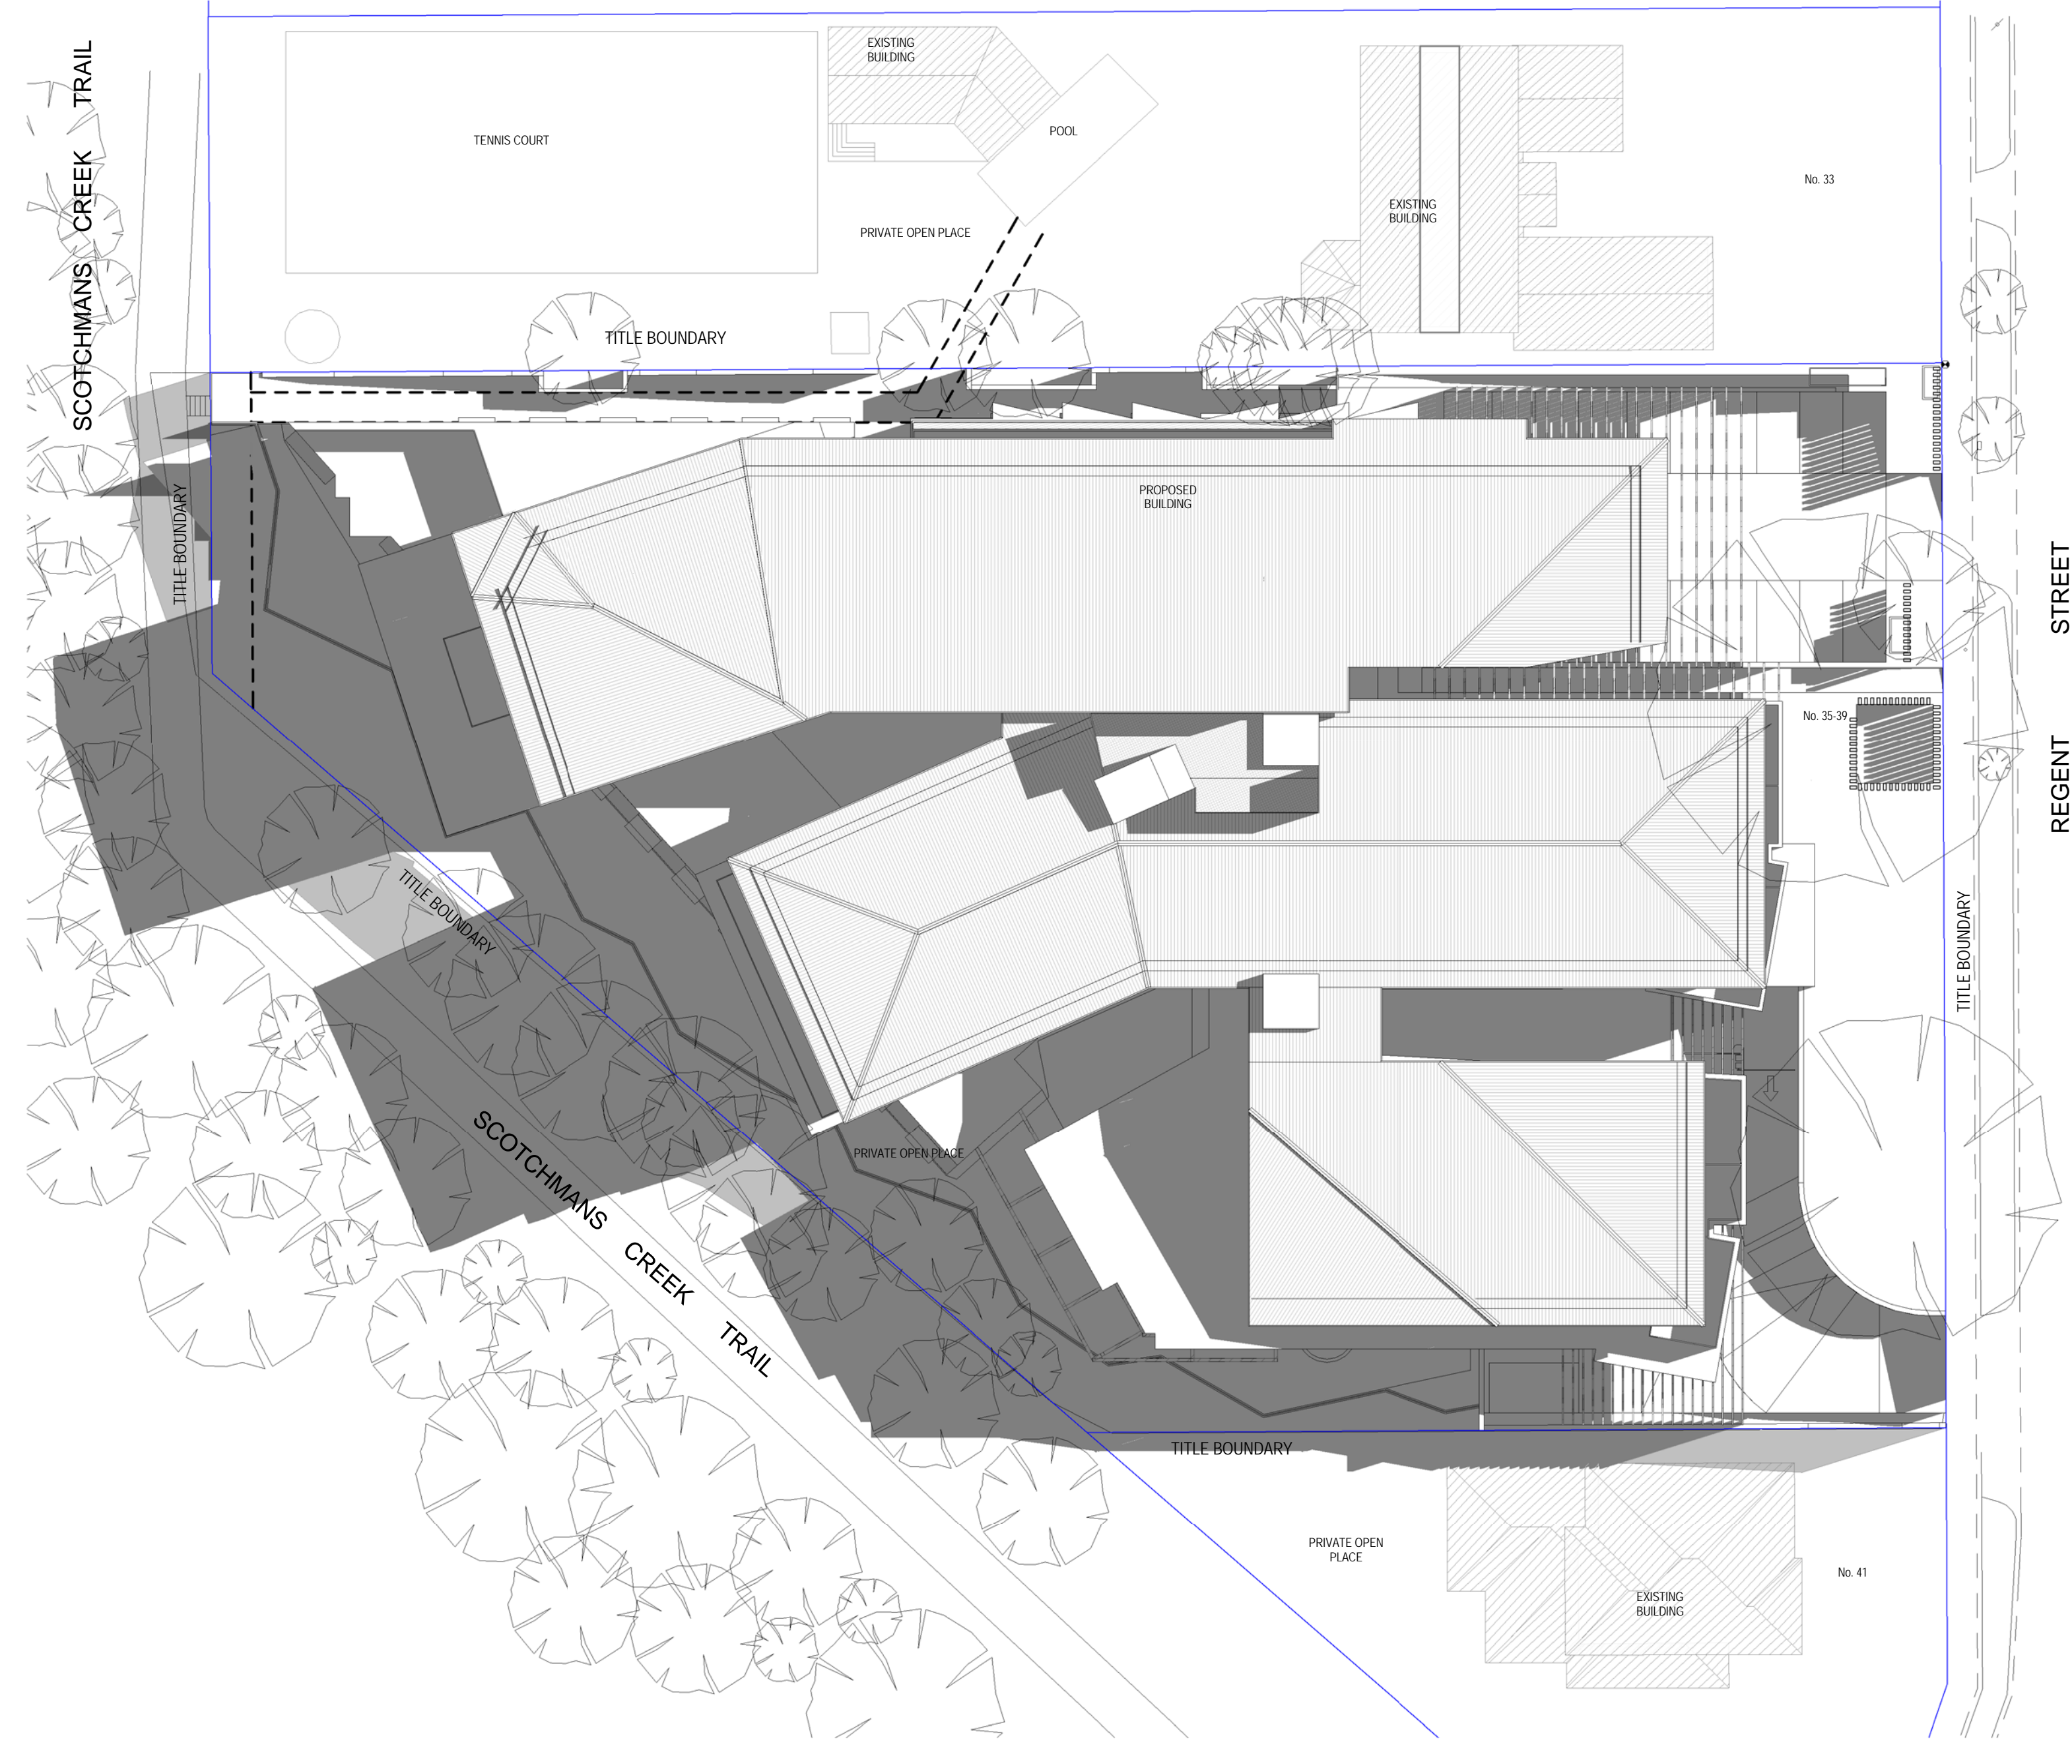 SCOTCHMANS CREEK TRAIL
EXISTING
BUILDING
TENNIS COURT
POOL
No. 33
EXISTING
BUILDING
PRIVATE OPEN PLACE
TITLE BOUNDARY
PROPOSED
BUILDING
TITLE BOUNDARY
REGENT STREET
No. 35-39
TITLE BOUNDARY
TITLE BOUNDARY
PRIVATE OPEN PLACE
SCOTCHMANS CREEK TRAIL
TITLE BOUNDARY
PRIVATE OPEN
PLACE
No. 41
EXISTING
BUILDING